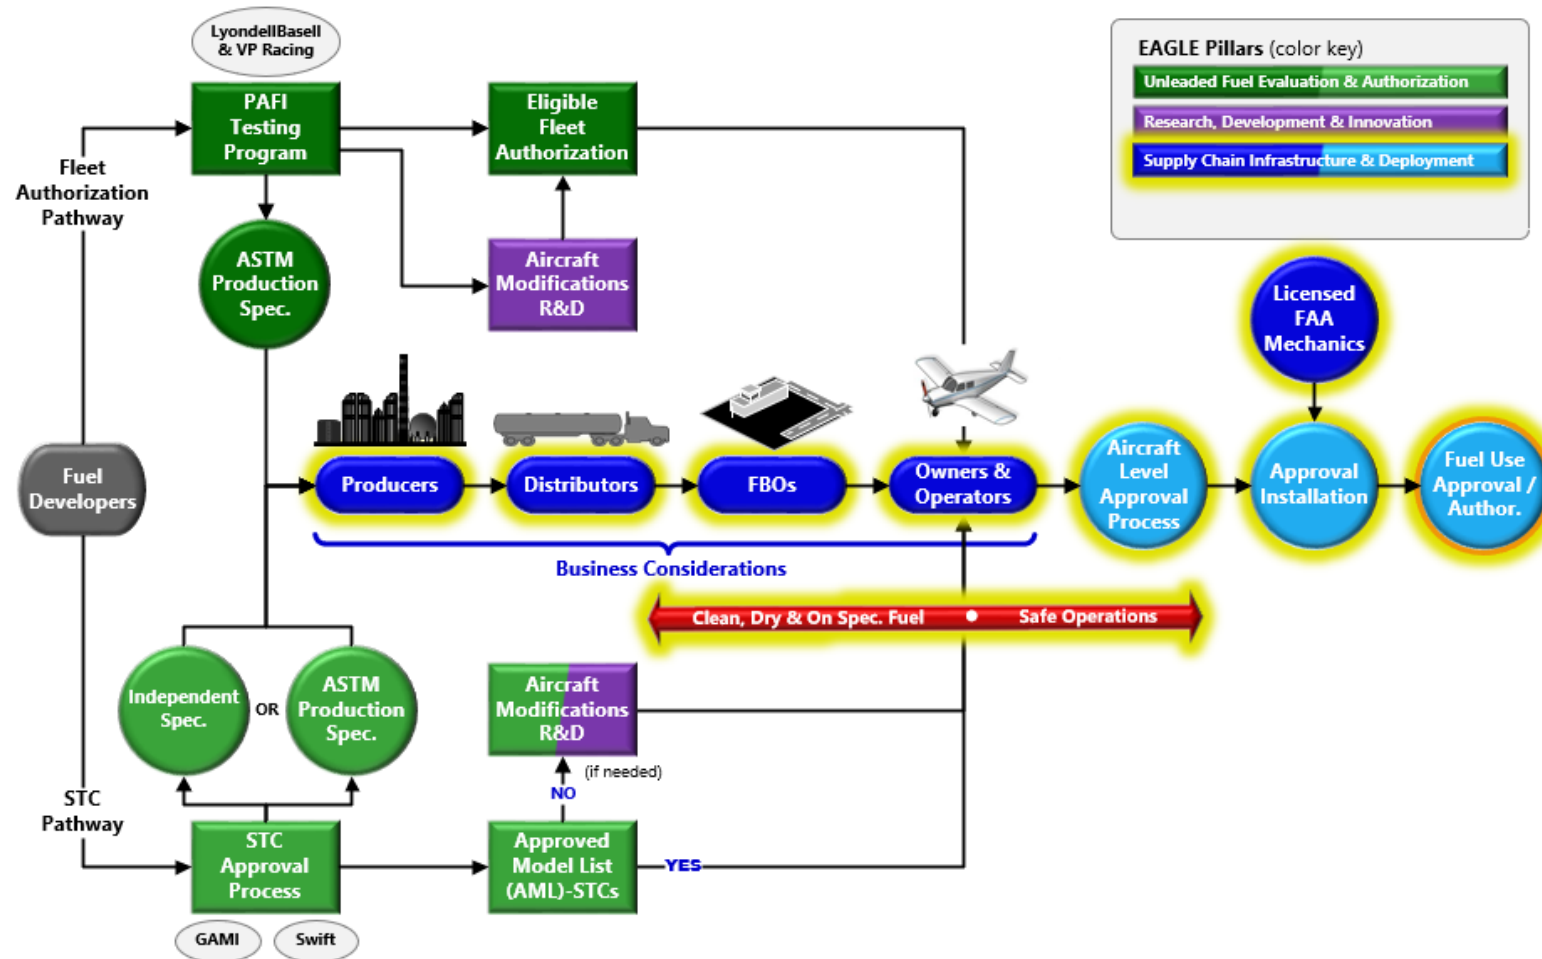 LyondellBasell
& VP Racing
PAFI
Testing
Program
Eligible
Fleet
Authorization
EAGLE Pillars (color key)
Unleaded Fuel Evaluation & Authorization
Research, Development & Innovation
Supply Chain Infrastructure & Deployment
Fleet
Authorization
Pathway
ASTM
Production
Spec.
Aircraft
Modifications
R&D
Licensed
FAA
Mechanics
Fuel
Developers
Producers
Distributors
FBOs
Owners &
Operators
Aircraft
Level
Approval
Process
Approval
Installation
Fuel Use
Approval /
Author.
Business Considerations
Clean, Dry & On Spec. Fuel
Safe Operations
Independent
Spec.
OR
ASTM
Production
Spec.
Aircraft
Modifications
R&D
(if needed)
NO
STC
Pathway
STC
Approval
Process
Approved
Model List
(AML)-STCs
YES
GAMI
Swift